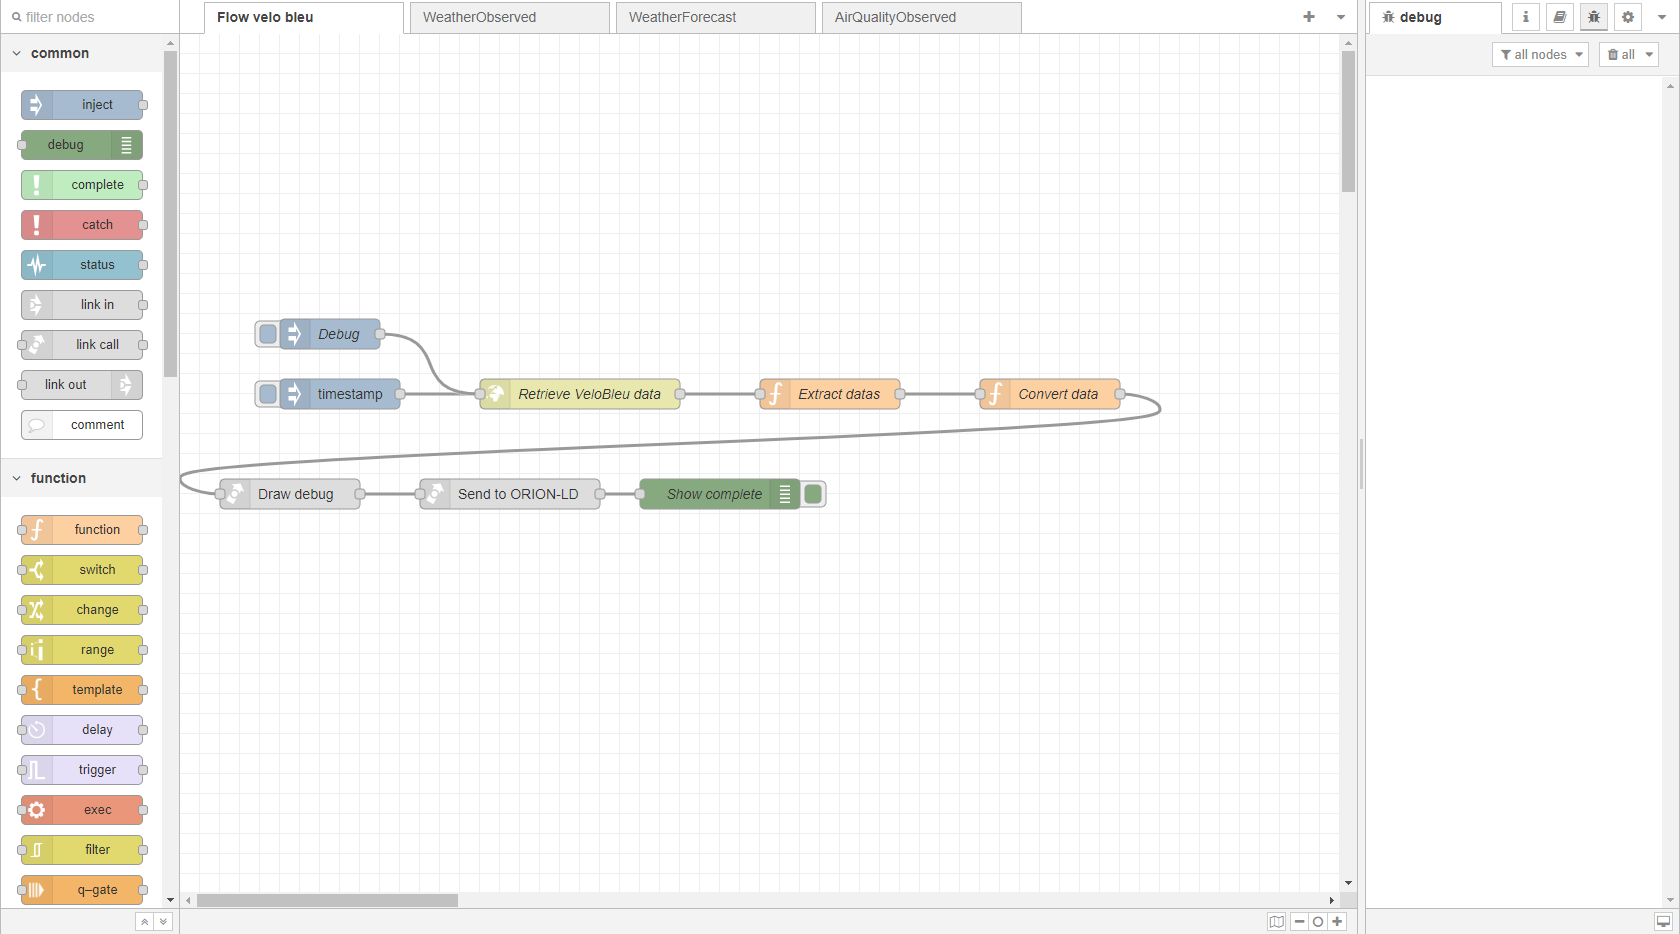 filter nodes
Flow velo bleu
WeatherObserved
WeatherForecast
AirQualityObserved
debug
all nodes
all
common
inject
debug
complete
catch
status
link in
link call
link out
comment
function
function
switch
change
range
template
delay
trigger
exec
filter
q–gate
Debug
timestamp
Retrieve VeloBleu data
Extract datas
Convert data
Draw debug
Send to ORION-LD
Show complete